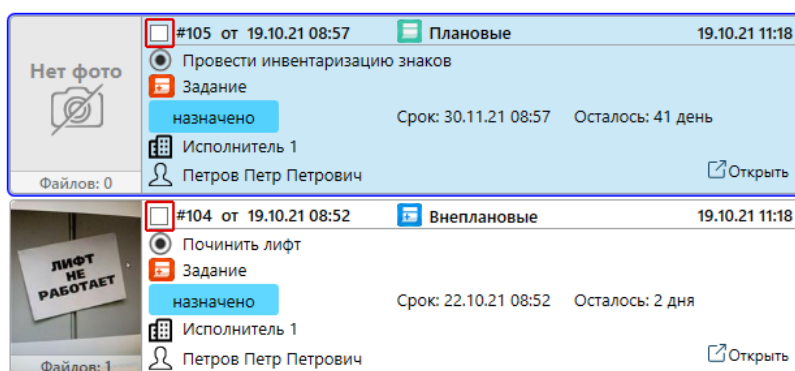 #105 от 19.10.21 08:57 Плановые 19.10.21 11:18
Нет фото
Провести инвентаризацию знаков
Задание
назначено Срок: 30.11.21 08:57 Осталось: 41 день
Исполнитель 1
Файлов: 0 Петров Петр Петрович Открыть
#104 от 19.10.21 08:52 Внеплановые 19.10.21 11:18
Починить лифт
ЛИФТ
НЕ
РАБОТАЕТ
Задание
назначено Срок: 22.10.21 08:52 Осталось: 2 дня
Исполнитель 1
Файлов: 1 Петров Петр Петрович Открыть